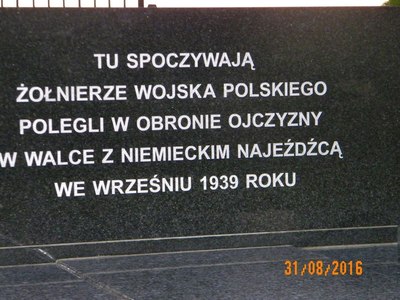 TU SPOCZYWAJĄ
ŻOŁNIERZE WOJSKA POLSKIEGO
POLEGLI W OBRONIE OJCZYZNY
W WALCE Z NIEMIECKIM NAJEŹDŹCĄ
WE WRZEŚNIU 1939 ROKU
31/08/2016